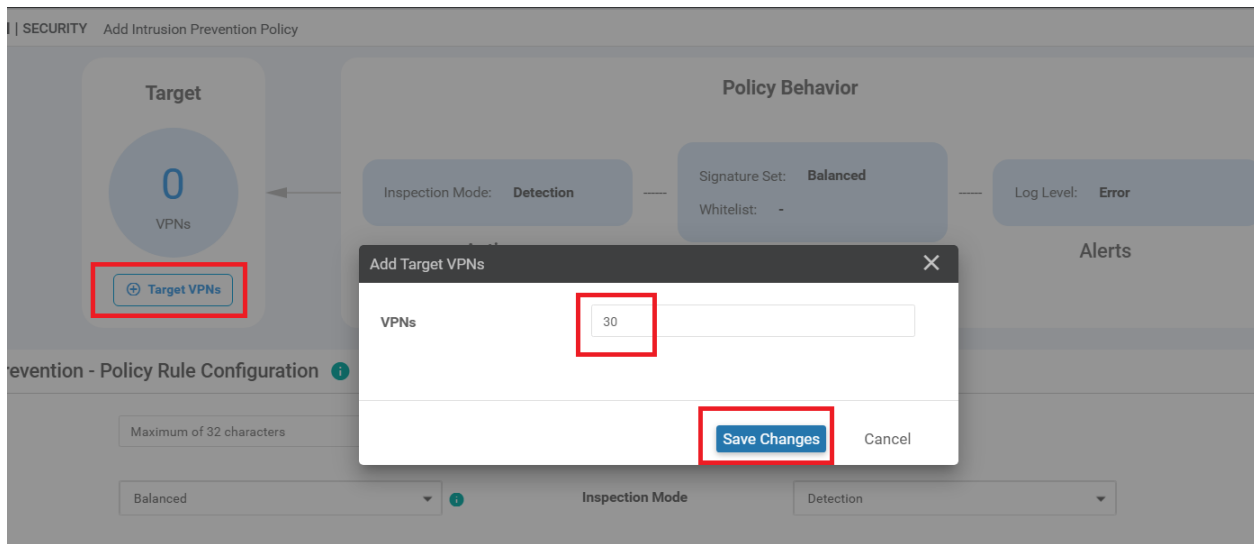 | SECURITY Add Intrusion Prevention Policy
Target
Policy Behavior
0
VPNs
Target VPNs
Inspection Mode: Detection
Signature Set: Balanced
Whitelist: -
Log Level: Error
Alerts
Add Target VPNs
VPNs 30
Save Changes Cancel
revention - Policy Rule Configuration
Maximum of 32 characters
Balanced
Inspection Mode Detection